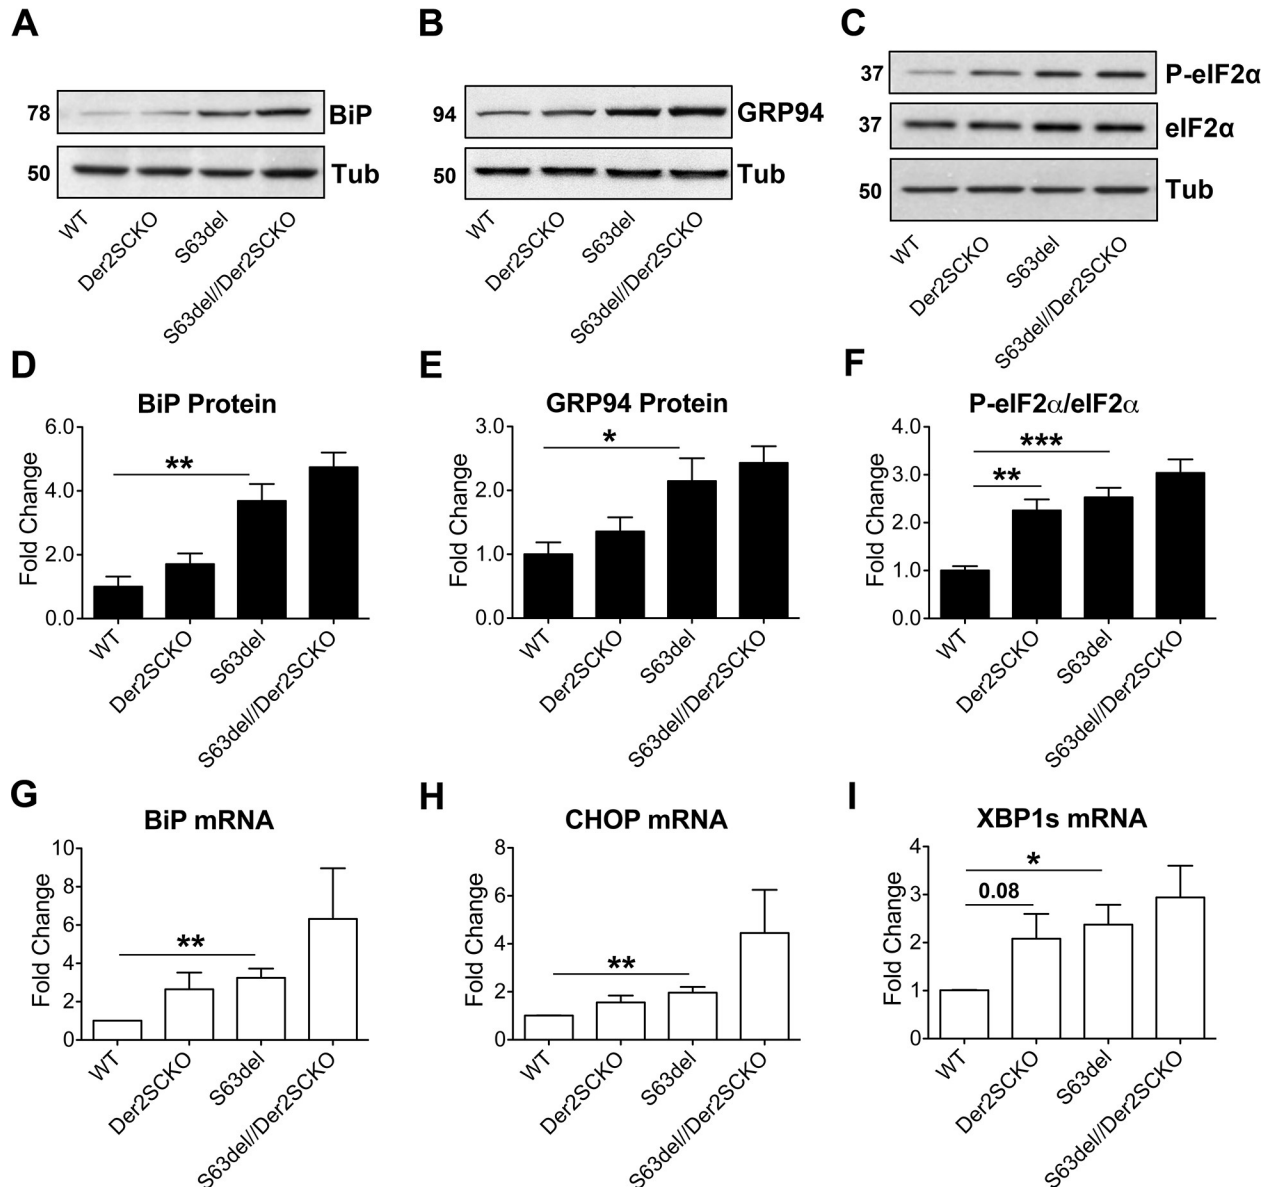 A
B
C
78
BiP
50
Tub
WT
Der2SCKO
S63del
S63del//Der2SCKO
94
GRP94
50
Tub
WT
Der2SCKO
S63del
S63del//Der2SCKO
37
P-eIF2α
37
eIF2α
50
Tub
WT
Der2SCKO
S63del
S63del//Der2SCKO
D
BiP Protein
Fold Change
6.0
4.0
2.0
0.0
**
WT
Der2SCKO
S63del
S63del//Der2SCKO
E
GRP94 Protein
Fold Change
3.0
2.0
1.0
0.0
*
WT
Der2SCKO
S63del
S63del//Der2SCKO
F
P-eIF2α/eIF2α
Fold Change
4.0
3.0
2.0
1.0
0.0
***
**
WT
Der2SCKO
S63del
S63del//Der2SCKO
G
BiP mRNA
Fold Change
10
8
6
4
2
0
**
WT
Der2SCKO
S63del
S63del//Der2SCKO
H
CHOP mRNA
Fold Change
8
6
4
2
0
**
WT
Der2SCKO
S63del
S63del//Der2SCKO
I
XBP1s mRNA
Fold Change
4
3
2
1
0
*
0.08
WT
Der2SCKO
S63del
S63del//Der2SCKO